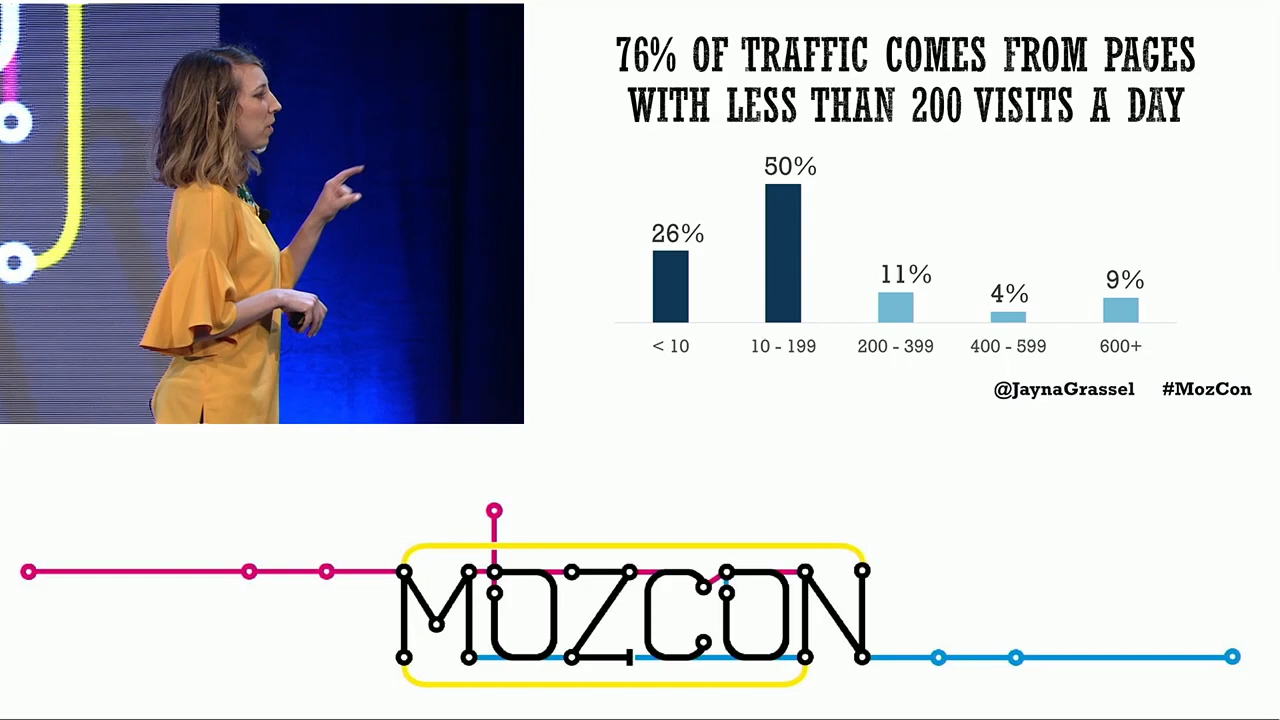 76% OF TRAFFIC COMES FROM PAGES
WITH LESS THAN 200 VISITS A DAY
26%
50%
11%
4%
9%
< 10
10 - 199
200 - 399
400 - 599
600+
@JaynaGrassel #MozCon
MOZCON